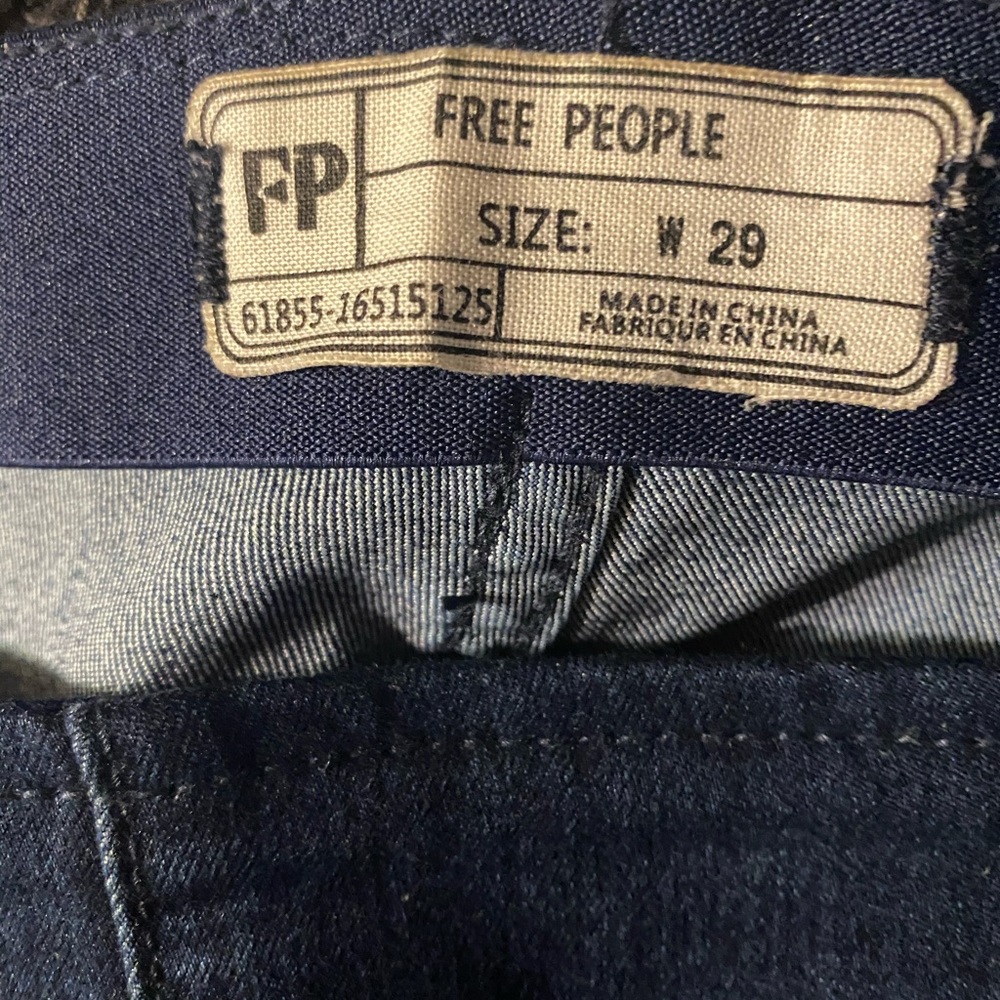 FP
FREE PEOPLE
SIZE: W 29
61855-16515125
MADE IN CHINA
FABRIQUR EN CHINA